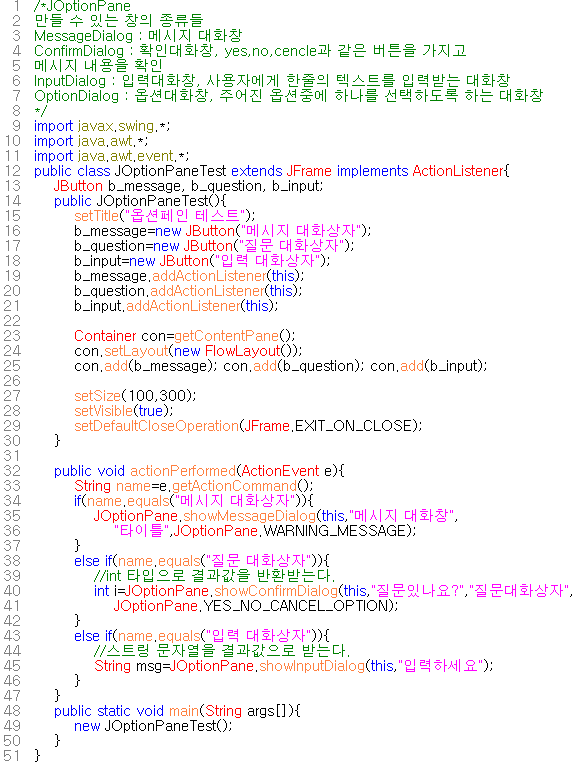 1 /*JOptionPane
2 만들 수 있는 창의 종류들
3 MessageDialog : 메시지 대화창
4 ConfirmDialog : 확인대화창, yes,no,cencle과 같은 버튼을 가지고
5 메시지 내용을 확인
6 InputDialog : 입력대화창, 사용자에게 한줄의 텍스트를 입력받는 대화창
7 OptionDialog : 옵션대화창, 주어진 옵션중에 하나를 선택하도록 하는 대화창
8 */
9 import javax.swing.*;
10 import java.awt.*;
11 import java.awt.event.*;
12 public class JOptionPaneTest extends JFrame implements ActionListener{
13 JButton b_message, b_question, b_input;
14 public JOptionPaneTest(){
15 setTitle("옵션페인 테스트");
16 b_message=new JButton("메시지 대화상자");
17 b_question=new JButton("질문 대화상자");
18 b_input=new JButton("입력 대화상자");
19 b_message.addActionListener(this);
20 b_question.addActionListener(this);
21 b_input.addActionListener(this);
22
23 Container con=getContentPane();
24 con.setLayout(new FlowLayout());
25 con.add(b_message); con.add(b_question); con.add(b_input);
26
27 setSize(100,300);
28 setVisible(true);
29 setDefaultCloseOperation(JFrame.EXIT_ON_CLOSE);
30 }
31
32 public void actionPerformed(ActionEvent e){
33 String name=e.getActionCommand();
34 if(name.equals("메시지 대화상자")){
35 JOptionPane.showMessageDialog(this,"메시지 대화창",
36 "타이틀",JOptionPane.WARNING_MESSAGE);
37 }
38 else if(name.equals("질문 대화상자")){
39 //int 타입으로 결과값을 반환받는다.
40 int i=JOptionPane.showConfirmDialog(this,"질문있나요?","질문대화상자",
41 JOptionPane.YES_NO_CANCEL_OPTION);
42 }
43 else if(name.equals("입력 대화상자")){
44 //스트링 문자열을 결과값으로 받는다.
45 String msg=JOptionPane.showInputDialog(this,"입력하세요");
46 }
47 }
48 public static void main(String args[]){
49 new JOptionPaneTest();
50 }
51 }